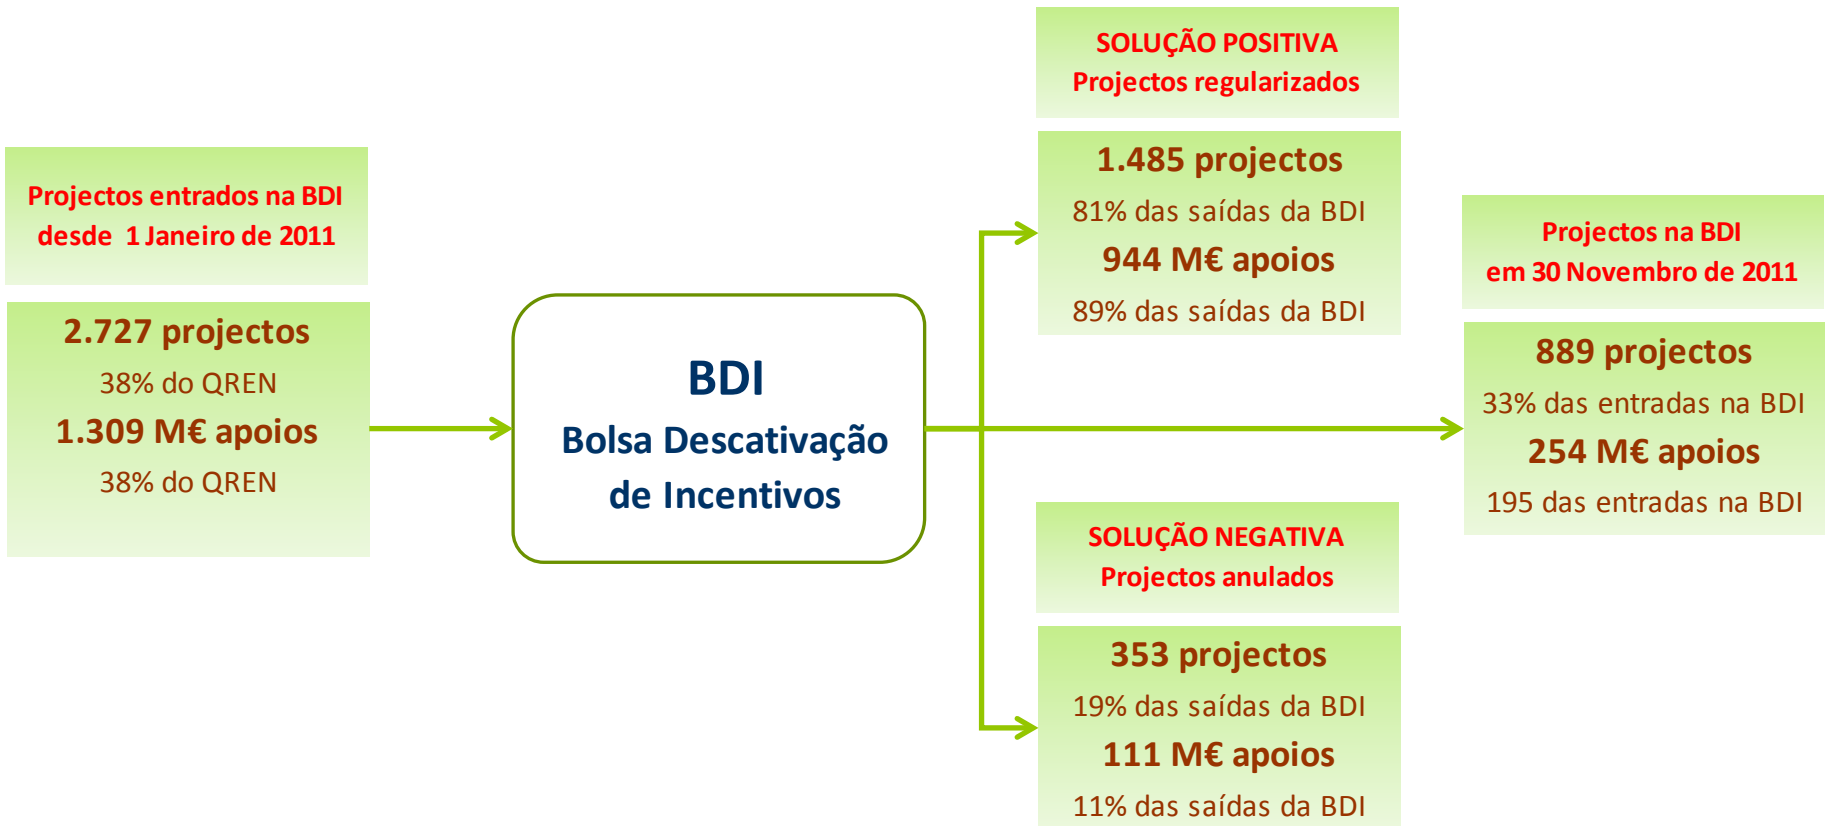 Projectos entrados na BDI
desde 1 Janeiro de 2011
2.727 projectos
38% do QREN
1.309 M€ apoios
38% do QREN
BDI
Bolsa Descativação
de Incentivos
SOLUÇÃO POSITIVA
Projectos regularizados
1.485 projectos
81% das saídas da BDI
944 M€ apoios
89% das saídas da BDI
SOLUÇÃO NEGATIVA
Projectos anulados
353 projectos
19% das saídas da BDI
111 M€ apoios
11% das saídas da BDI
Projectos na BDI
em 30 Novembro de 2011
889 projectos
33% das entradas na BDI
254 M€ apoios
195 das entradas na BDI